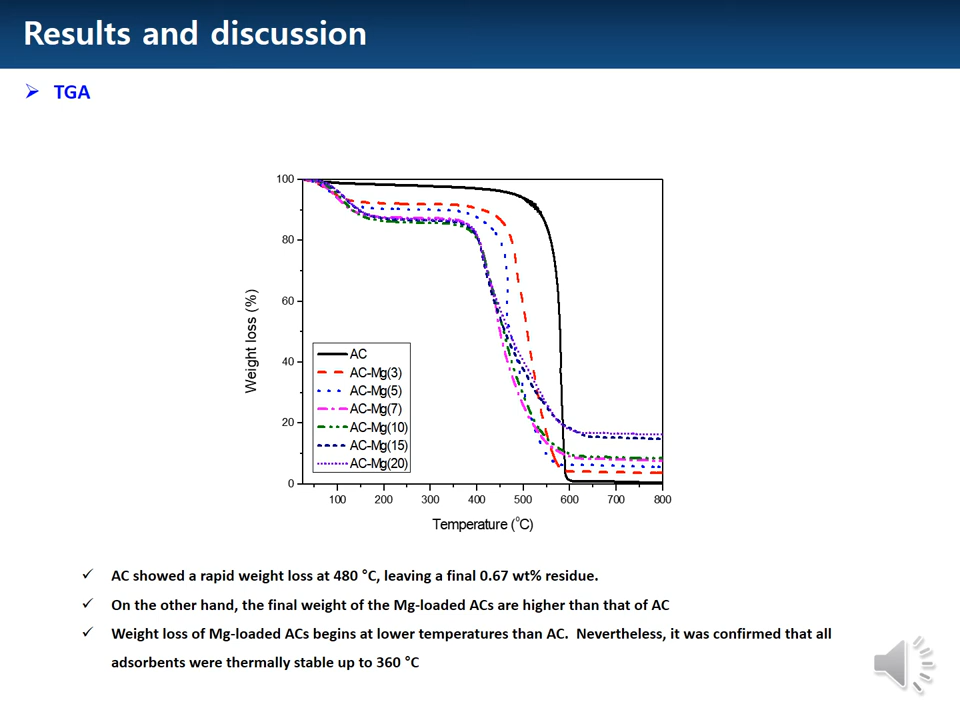 Results and discussion
➢ TGA
100
80
60
40
20
0
Weight loss (%)
AC
AC-Mg(3)
AC-Mg(5)
AC-Mg(7)
AC-Mg(10)
AC-Mg(15)
AC-Mg(20)
100 200 300 400 500 600 700 800
Temperature (⁰C)
✓ AC showed a rapid weight loss at 480 °C, leaving a final 0.67 wt% residue.
✓ On the other hand, the final weight of the Mg-loaded ACs are higher than that of AC
✓ Weight loss of Mg-loaded ACs begins at lower temperatures than AC. Nevertheless, it was confirmed that all
adsorbents were thermally stable up to 360 °C